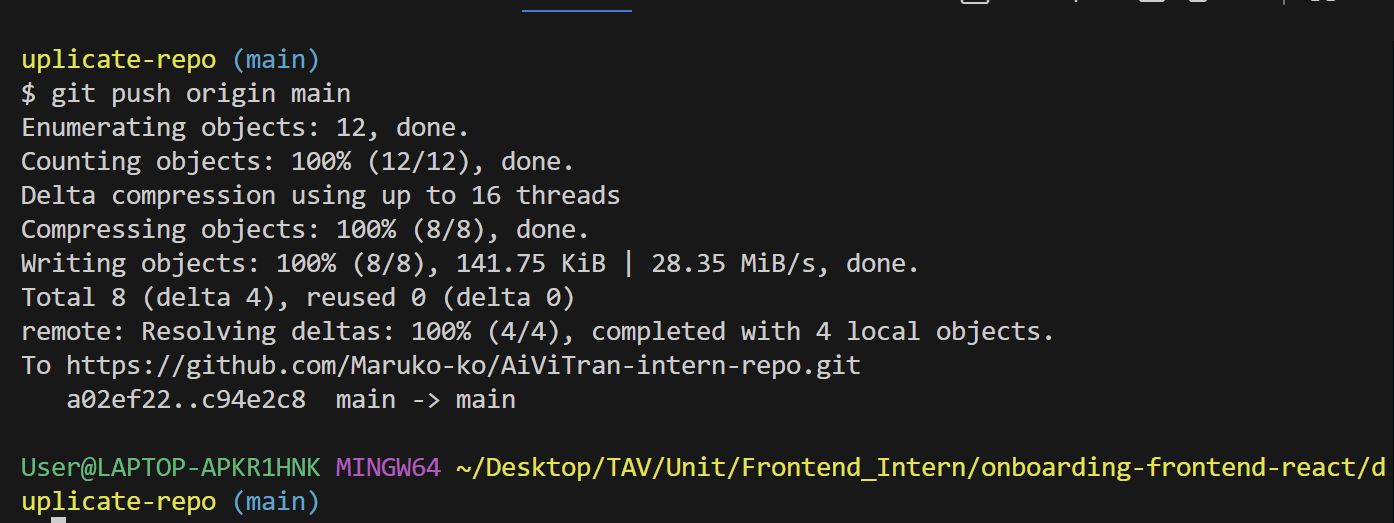 uplicate-repo (main)
$ git push origin main
Enumerating objects: 12, done.
Counting objects: 100% (12/12), done.
Delta compression using up to 16 threads
Compressing objects: 100% (8/8), done.
Writing objects: 100% (8/8), 141.75 KiB | 28.35 MiB/s, done.
Total 8 (delta 4), reused 0 (delta 0)
remote: Resolving deltas: 100% (4/4), completed with 4 local objects.
To https://github.com/Maruko-ko/AiViTran-intern-repo.git
   a02ef22..c94e2c8  main -> main
User@LAPTOP-APKR1HNK MINGW64 ~/Desktop/TAV/Unit/Frontend_Intern/onboarding-frontend-react/d
uplicate-repo (main)